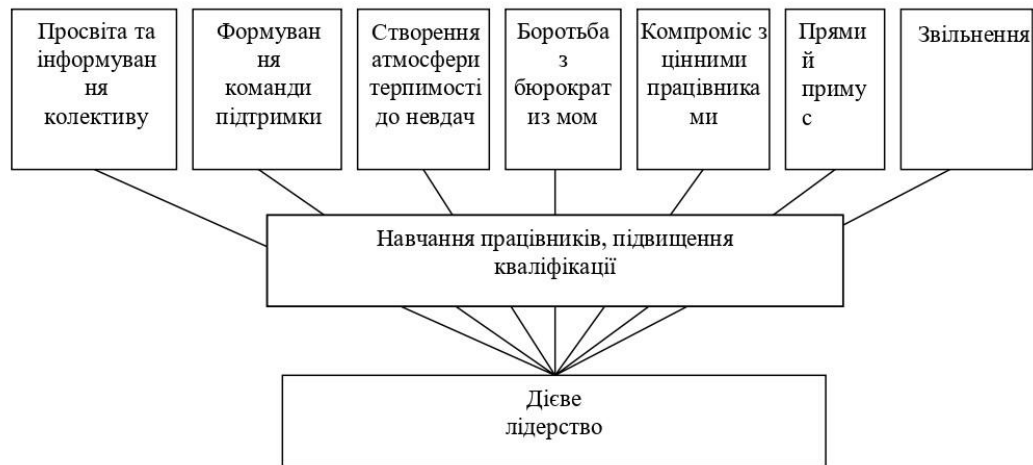 Просвіта та
інформуван
ня
колективу
Формуван
ня
команди
підтримки
Створення
атмосфери
терпимості
до невдач
Боротьба
з
бюрократ
из мом
Компроміс з
цінними
працівника
ми
Прями
й
приму
с
Звільнення
Навчання працівників, підвищення
кваліфікації
Дієве
лідерство